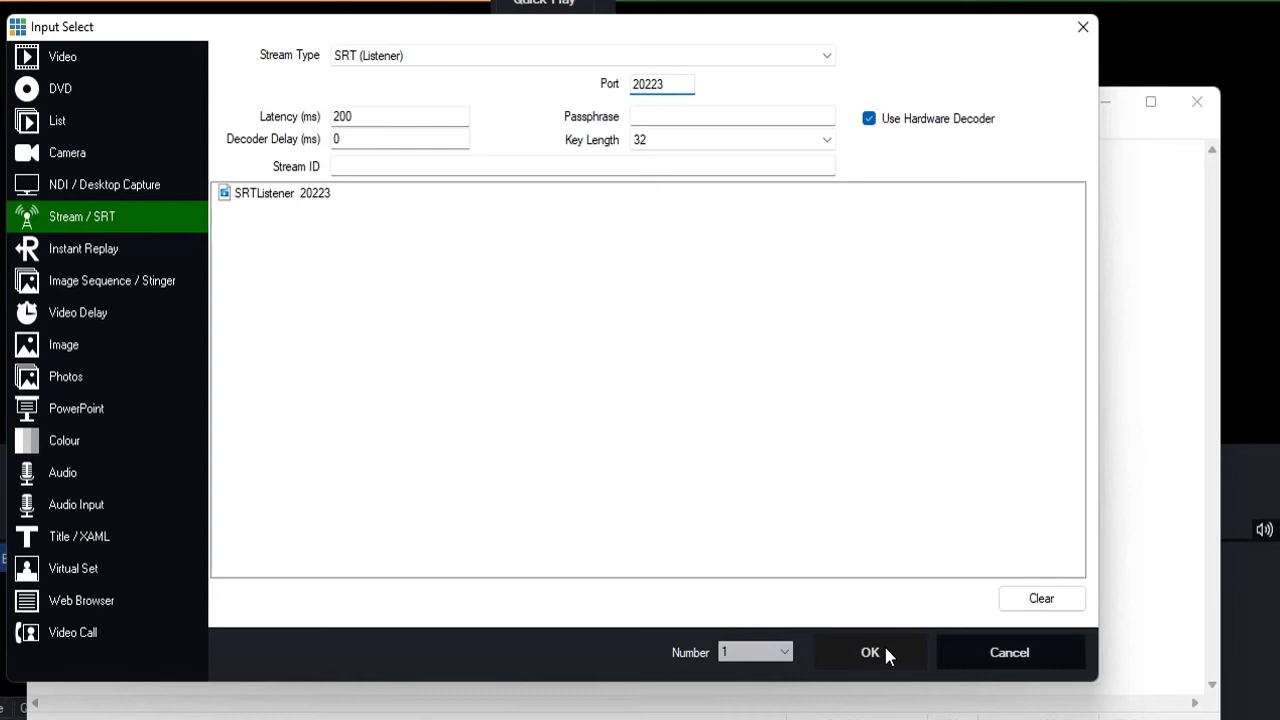 Quick Play
Input Select
Video
DVD
List
Camera
NDI / Desktop Capture
Stream / SRT
Instant Replay
Image Sequence / Stinger
Video Delay
Image
Photos
PowerPoint
Colour
Audio
Audio Input
Title / XAML
Virtual Set
Web Browser
Video Call
Stream Type SRT (Listener)
Port 20223
Latency (ms) 200 Passphrase Use Hardware Decoder
Decoder Delay (ms) 0 Key Length 32
Stream ID
SRTListener 20223
Clear
Number 1 OK Cancel